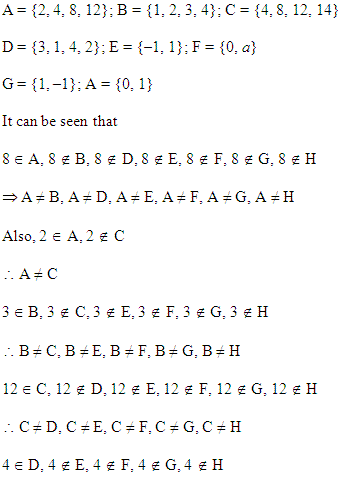 A = {2, 4, 8, 12}; B = {1, 2, 3, 4}; C = {4, 8, 12, 14}
D = {3, 1, 4, 2}; E = {−1, 1}; F = {0, a}
G = {1, −1}; A = {0, 1}
It can be seen that
8 ∈ A, 8 ∉ B, 8 ∉ D, 8 ∉ E, 8 ∉ F, 8 ∉ G, 8 ∉ H
⇒ A ≠ B, A ≠ D, A ≠ E, A ≠ F, A ≠ G, A ≠ H
Also, 2 ∈ A, 2 ∉ C
∴ A ≠ C
3 ∈ B, 3 ∉ C, 3 ∉ E, 3 ∉ F, 3 ∉ G, 3 ∉ H
∴ B ≠ C, B ≠ E, B ≠ F, B ≠ G, B ≠ H
12 ∈ C, 12 ∉ D, 12 ∉ E, 12 ∉ F, 12 ∉ G, 12 ∉ H
∴ C ≠ D, C ≠ E, C ≠ F, C ≠ G, C ≠ H
4 ∈ D, 4 ∉ E, 4 ∉ F, 4 ∉ G, 4 ∉ H